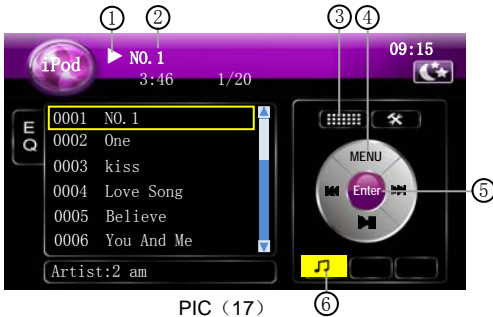 ① ② ③ ④
iPod NO.1 09:15
3:46 1/20
EQ
0001 NO.1
0002 One
0003 kiss
0004 Love Song
0005 Believe
0006 You And Me
Artist:2 am
MENU
Enter
⑤
⑥
PIC（17）